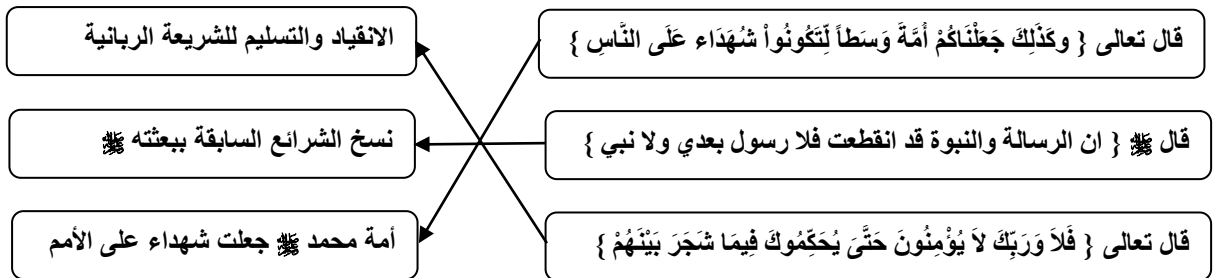 قال تعالى { وكَذَلِكَ جَعَلْنَاكُمْ أُمَّةً وَسَطاً لِّتَكُونُواْ شُهَدَاء عَلَى النَّاسِ }
الانقياد والتسليم للشريعة الربانية
قال ﷺ { ان الرسالة والنبوة قد انقطعت فلا رسول بعدي ولا نبي }
نسخ الشرائع السابقة ببعثته ﷺ
قال تعالى { فَلاَ وَرَبِّكَ لاَ يُؤْمِنُونَ حَتَّىَ يُحَكِّمُوكَ فِيمَا شَجَرَ بَيْنَهُمْ }
أمة محمد ﷺ جعلت شهداء على الأمم